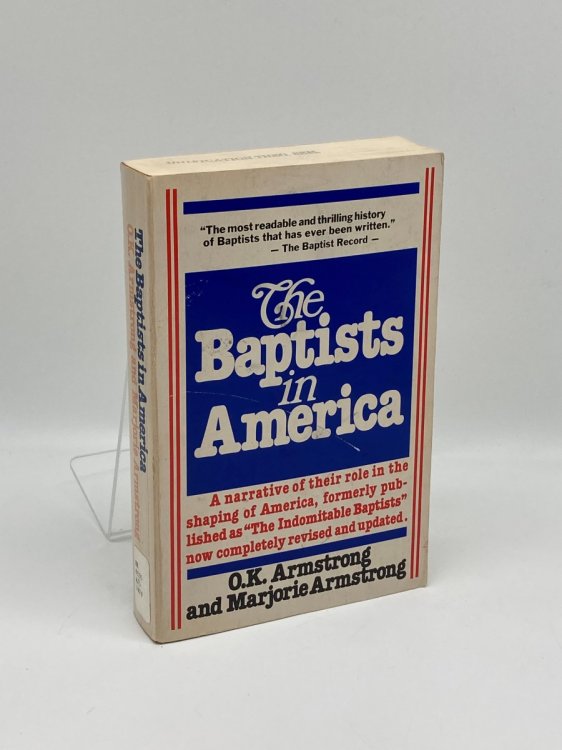 “The most readable and thrilling history
of Baptists that has ever been written.”
— The Baptist Record —
The
Baptists
in
America
A narrative of their role in the
shaping of America, formerly pub-
lished as “The Indomitable Baptists”
now completely revised and updated.
O.K. Armstrong
and Marjorie Armstrong
The Baptists in America
O.K. Armstrong and Marjorie Armstrong